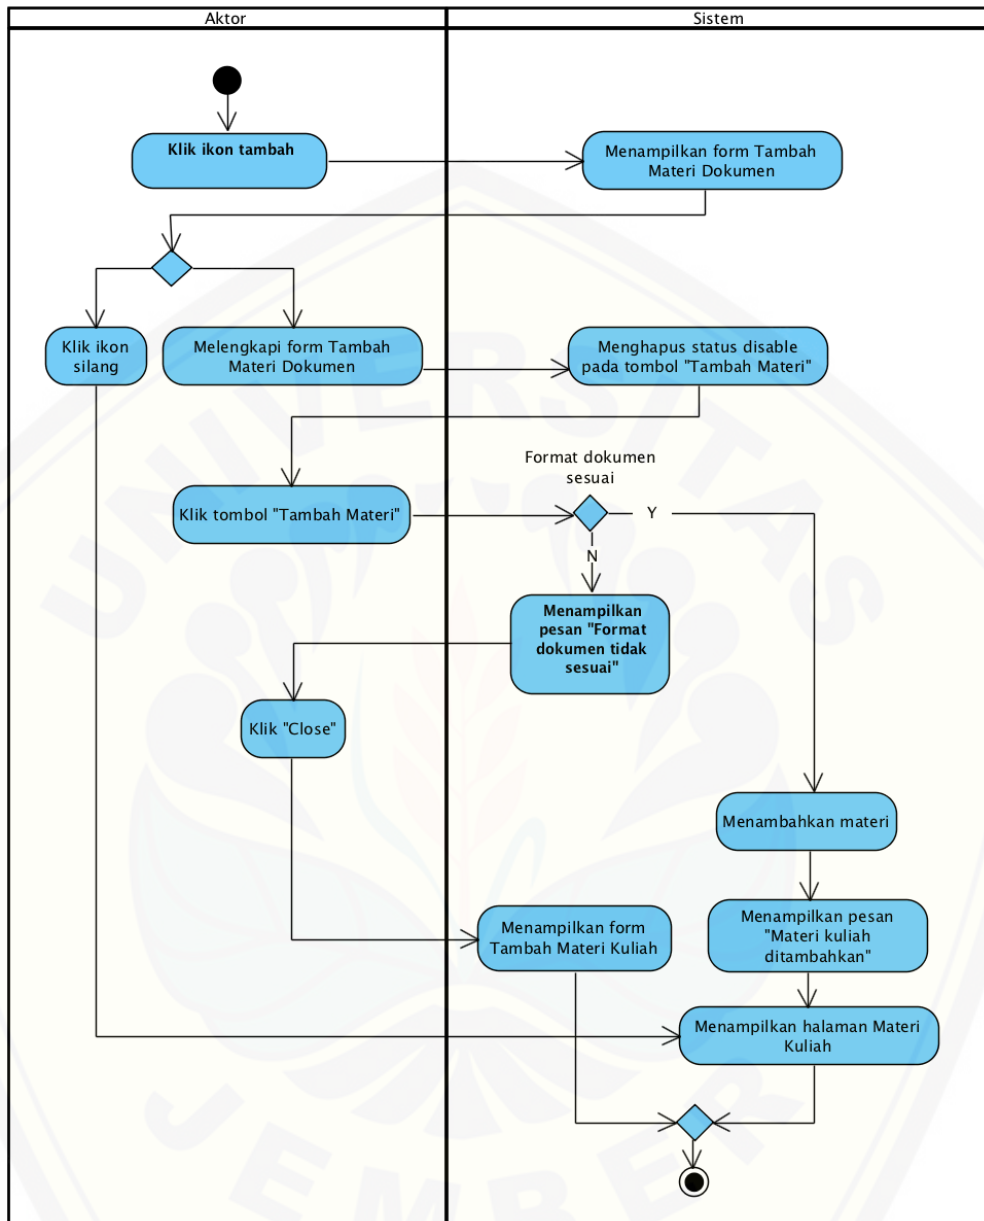 Aktor
Sistem
Klik ikon tambah
Menampilkan form Tambah
Materi Dokumen
Klik ikon
silang
Melengkapi form Tambah
Materi Dokumen
Menghapus status disable
pada tombol "Tambah Materi"
Format dokumen
sesuai
Klik tombol "Tambah Materi"
Y
N
Menampilkan
pesan "Format
dokumen tidak
sesuai"
Klik "Close"
Menambahkan materi
Menampilkan form
Tambah Materi Kuliah
Menampilkan pesan
"Materi kuliah
ditambahkan"
Menampilkan halaman Materi
Kuliah
UNIVERSITAS
JEMBER